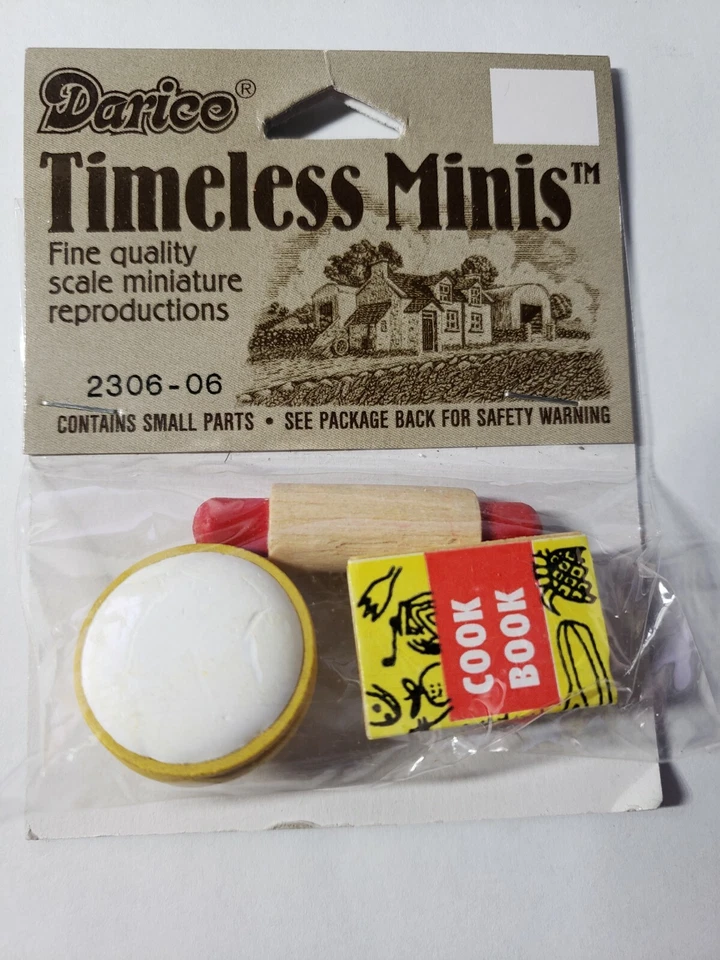 Darice®
Timeless Minis™
Fine quality
scale miniature
reproductions
2306-06
CONTAINS SMALL PARTS • SEE PACKAGE BACK FOR SAFETY WARNING
COOK
BOOK